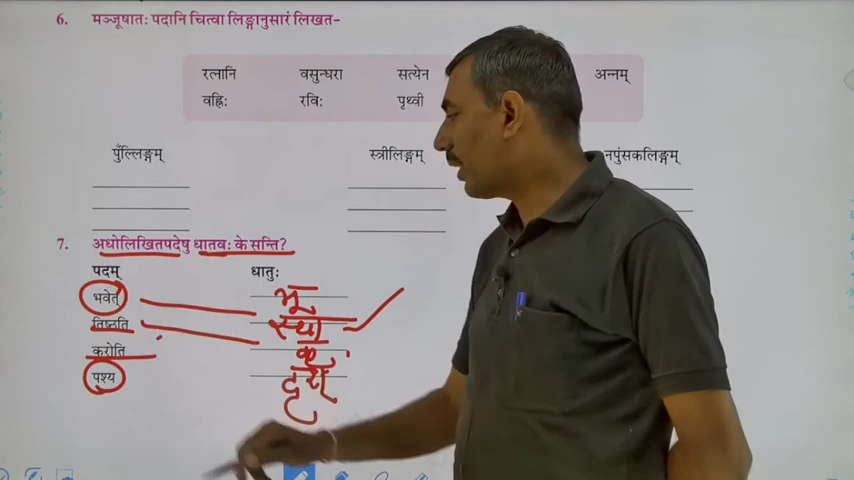 6. मञ्जूषातः पदानि चित्वा लिङ्गानुसारं लिखत–
रत्नानि वसुन्धरा सत्येन अन्नम्
वह्निः रविः पृथ्वी
पुँल्लिङ्गम् स्त्रीलिङ्गम् नपुंसकलिङ्गम्
7. अधोलिखितपदेषु धातवः के सन्ति?
पदम् धातुः
भवेत् भू
तिष्ठति स्था
करोति कृ
पश्य दृश्